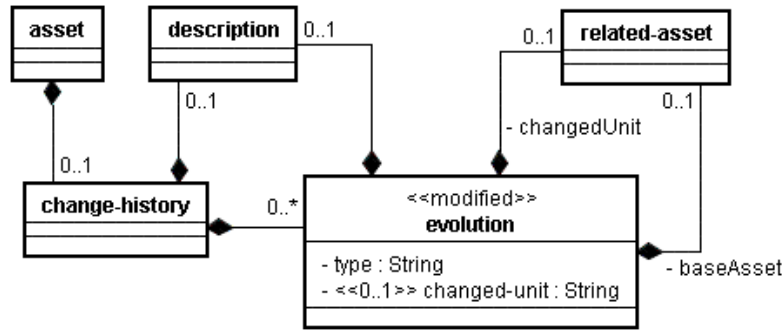 asset
description
0..1
0..1
related-asset
0..1
0..1
- changedUnit
0..1
change-history
0..*
<<modified>>
evolution
- type : String
- <<0..1>> changed-unit : String
- baseAsset